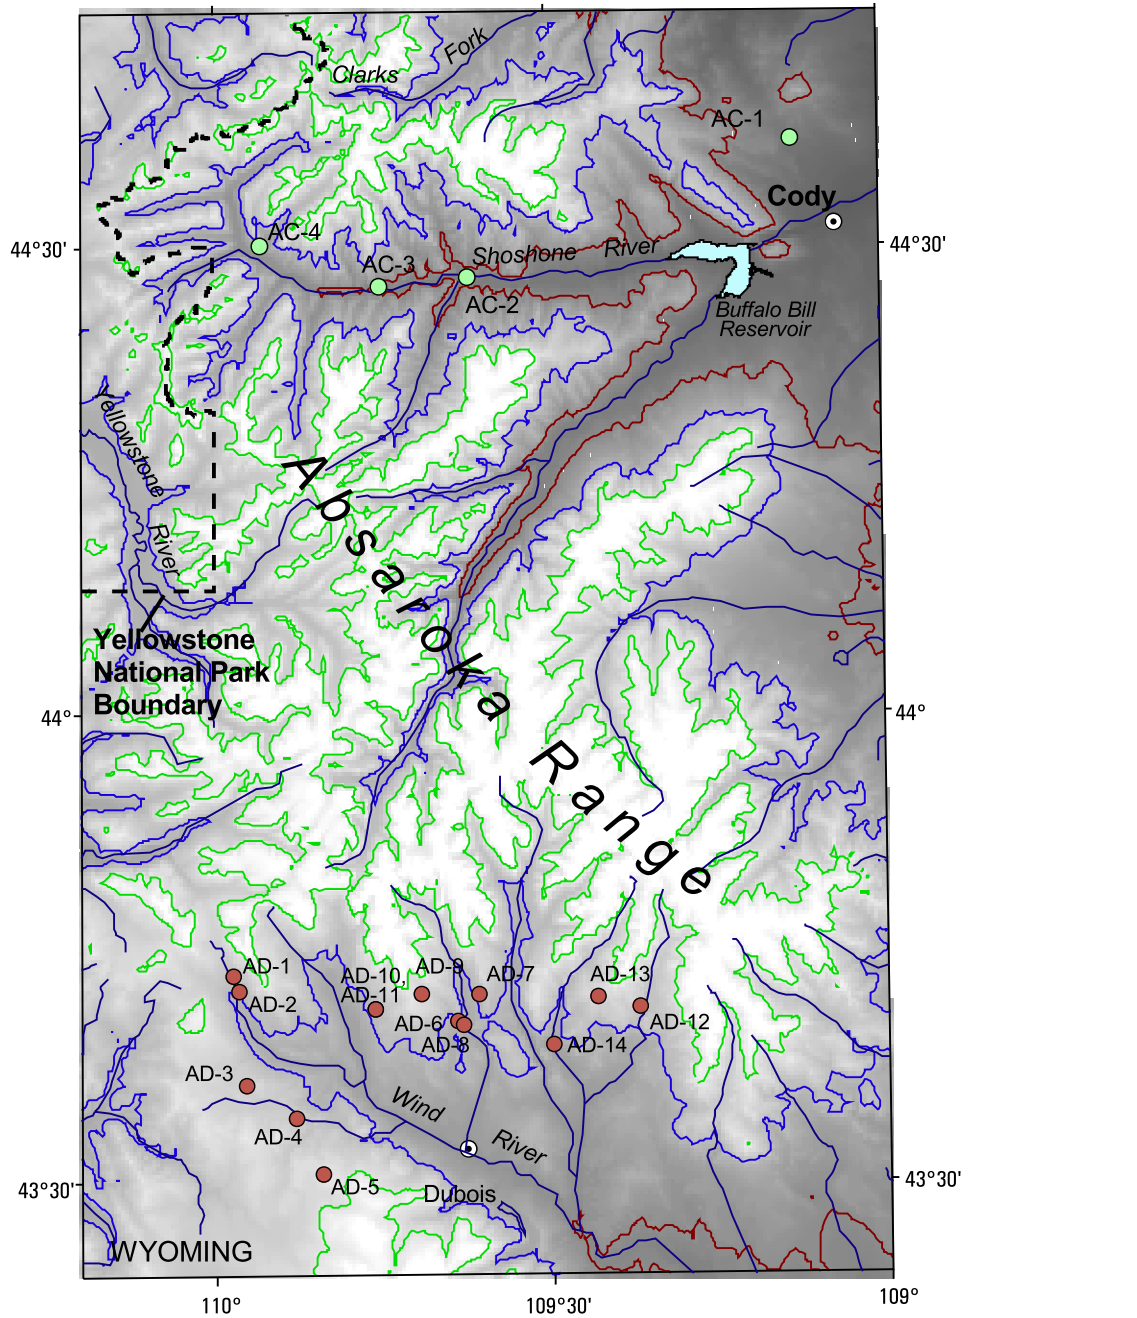 Clarks Fork
AC-1
Cody
AC-4
44°30'
44°30'
Shoshone River
AC-3
AC-2
Buffalo Bill
Reservoir
Yellowstone River
Absaroka Range
Yellowstone
National Park
Boundary
44°
44°
AD-1
AD-2
AD-10,
AD-11
AD-9
AD-7
AD-13
AD-6
AD-8
AD-14
AD-12
AD-3
AD-4
Wind River
AD-5
Dubois
43°30'
43°30'
WYOMING
110°
109°30'
109°